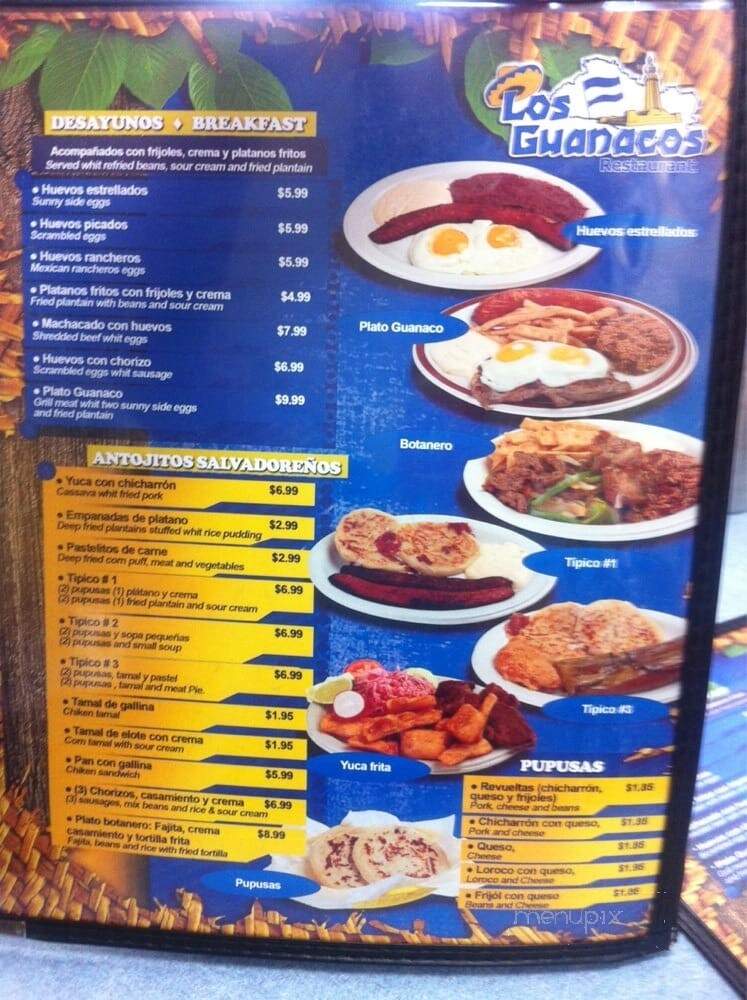 Los
Guanacos
Restaurant
DESAYUNOS ♦ BREAKFAST
Acompañados con frijoles, crema y platanos fritos
Served whit refried beans, sour cream and fried plantain
• Huevos estrellados $5.99
Sunny side eggs
• Huevos picados $5.99
Scrambled eggs
• Huevos rancheros $5.99
Mexican rancheros eggs
• Platanos fritos con frijoles y crema $4.99
Fried plantain with beans and sour cream
• Machacado con huevos $7.99
Shredded beef whit eggs
• Huevos con chorizo $6.99
Scrambled eggs whit sausage
• Plato Guanaco $9.99
Grill meat whit two sunny side eggs
and fried plantain
Huevos estrellados
Plato Guanaco
Botanero
Tipico #1
Tipico #3
Yuca frita
Pupusas
ANTOJITOS SALVADOREÑOS
• Yuca con chicharrón $6.99
Cassava whit fried pork
• Empanadas de platano $2.99
Deep fried plantains stuffed whit rice pudding
• Pastelitos de carne $2.99
Deep fried corn puff, meat and vegetables
• Tipico # 1 $6.99
(2) pupusas (1) plátano y crema
(2) pupusas (1) fried plantain and sour cream
• Tipico # 2 $6.99
(2) pupusas y sopa pequeñas
(2) pupusas and small soup
• Tipico # 3 $6.99
(2) pupusas, tamal y pastel
(2) pupusas , tamal and meat Pie.
• Tamal de gallina $1.95
Chiken tamal
• Tamal de elote con crema $1.95
Corn tamal with sour cream
• Pan con gallina $5.99
Chiken sandwich
• (3) Chorizos, casamiento y crema $6.99
(3) sausages, mix beans and rice & sour cream
• Plato botanero: Fajita, crema $8.99
casamiento y tortilla frita
Fajita, beans and rice with fried tortilla
PUPUSAS
• Revueltas (chicharrón, $1.85
queso y frijoles)
Pork, cheese and beans
• Chicharrón con queso, $1.85
Pork and cheese
• Queso, $1.85
Cheese
• Loroco con queso, $1.95
Loroco and Cheese
• Frijol con queso $1.85
Beans and Cheese
menupix